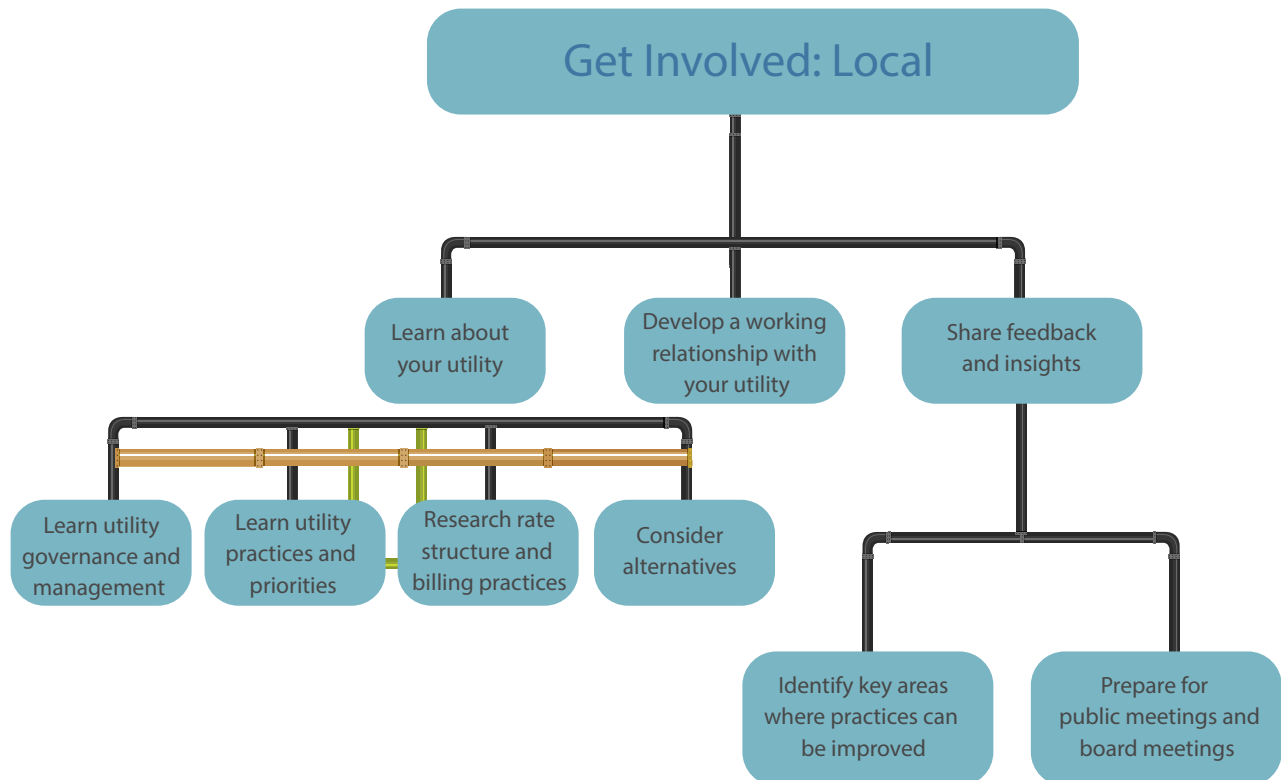 Get Involved: Local
Learn about
your utility
Develop a working
relationship with
your utility
Share feedback
and insights
Learn utility
governance and
management
Learn utility
practices and
priorities
Research rate
structure and
billing practices
Consider
alternatives
Identify key areas
where practices can
be improved
Prepare for
public meetings and
board meetings